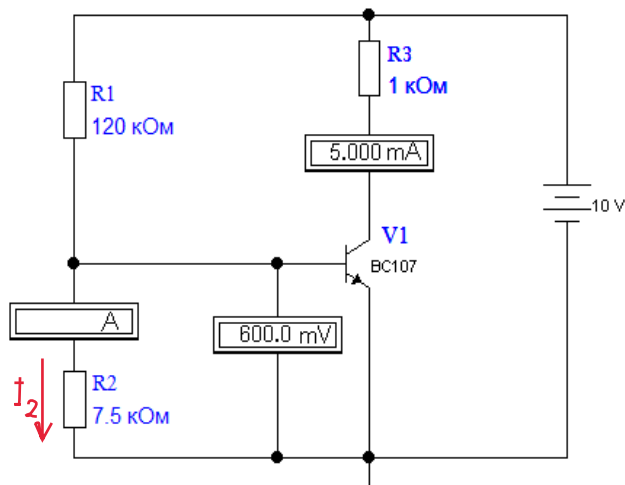 R3
1 кОм
R1
120 кОм
5.000 mA
V1
BC107
10 V
A
600.0 mV
I2
R2
7.5 кОм